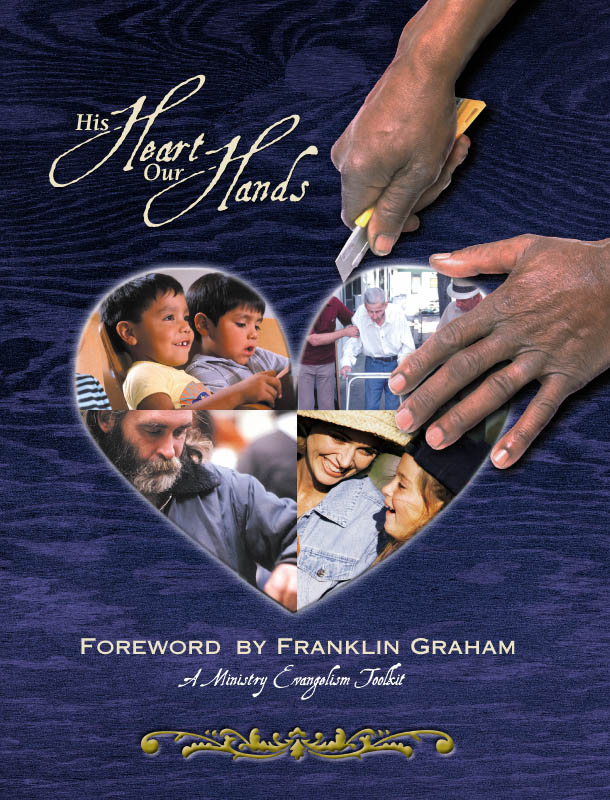 His Heart
Our Hands
FOREWORD BY FRANKLIN GRAHAM
A Ministry Evangelism Toolkit